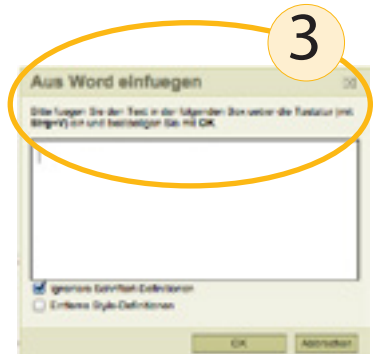 3
Aus Word einfuegen
Bitte fuegen Sie den Text in der folgenden Box ueber die Tastatur (mit
Strg+V) ein und bestaetigen Sie mit OK.
Ignoriere Schriftart-Definitionen
Entferne Style-Definitionen
OK
Abbrechen